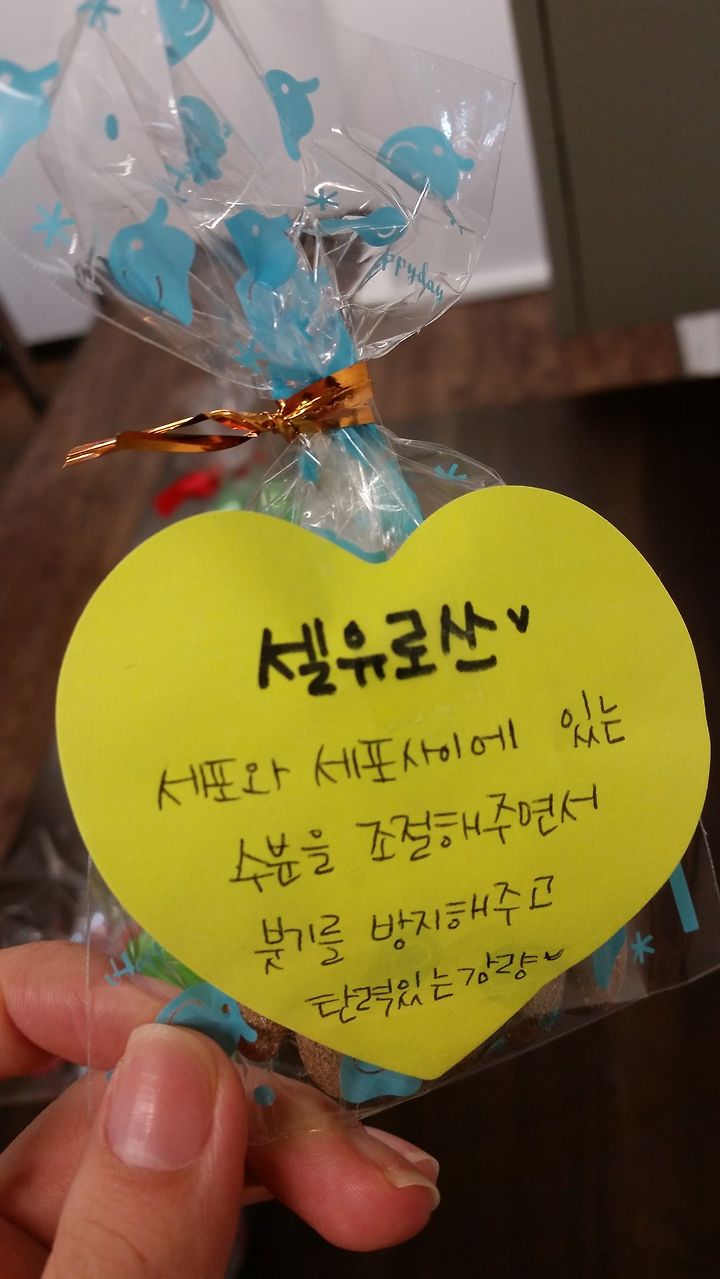 ppyday
셀유로산
세포와 세포사이에 있는
수분을 조절해주면서
붓기를 방지해주고
탄력있는강량